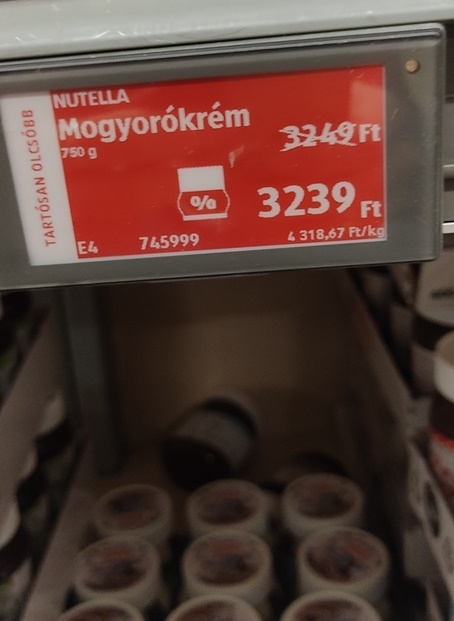 TARTÓSAN OLCSÓBB
NUTELLA
Mogyorókrém
750 g
3249 Ft
%
3239 Ft
E4 745999 4 318,67 Ft/kg